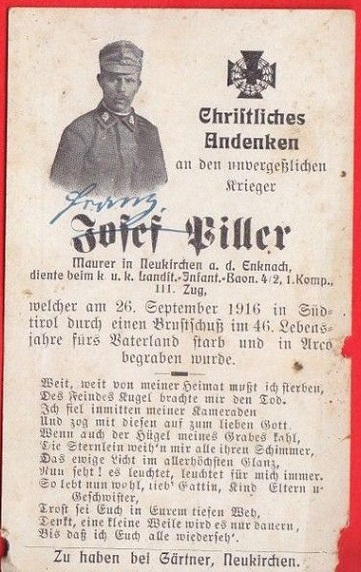 Christliches
Andenken
an den unvergeßlichen
Krieger
Franz
Josef Piller
Maurer in Neukirchen a. d. Enknach,
diente beim k. u. k. Landst.-Infant.-Baon. 4/2, 1. Komp.,
III. Zug,
welcher am 26. September 1916 in Süd-
tirol durch einen Brustschuß im 46. Lebens-
jahre fürs Vaterland starb und in Arco
begraben wurde.
Weit, weit von meiner Heimat mußt ich sterben,
Des Feindes Kugel brachte mir den Tod.
Ich fiel inmitten meiner Kameraden
Und zog mit diesen auf zum lieben Gott.
Wenn auch der Hügel meines Grabes kahl,
Die Sternlein weih'n mir alle ihren Schimmer,
Das ewige Licht im allerhöchsten Glanz,
Nun seht! es leuchtet, leuchtet für mich immer.
So lebt nun wohl, lieb' Gattin, Kind Eltern u
Geschwister,
Trost sei Euch in Eurem tiefen Weh,
Denkt, eine kleine Weile wird es nur dauern,
Bis daß ich Euch alle wiederseh'.
Zu haben bei Gärtner, Neukirchen.